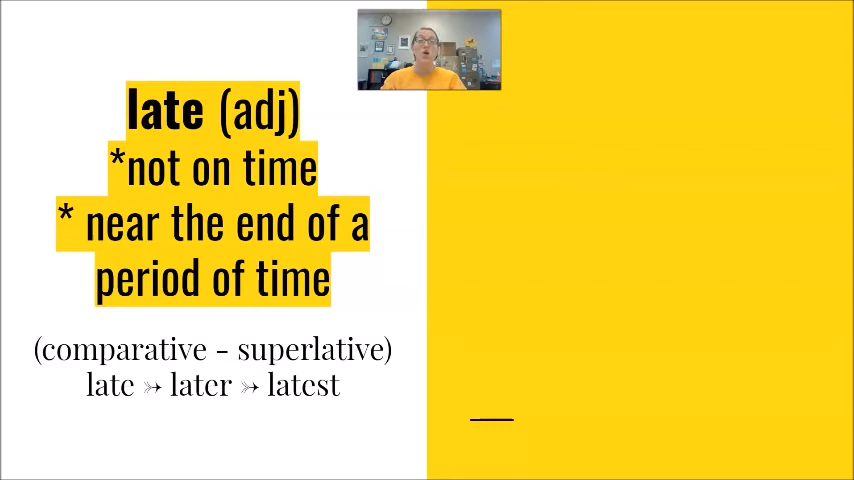 late (adj)
*not on time
* near the end of a
period of time
(comparative - superlative)
late ➳ later ➳ latest